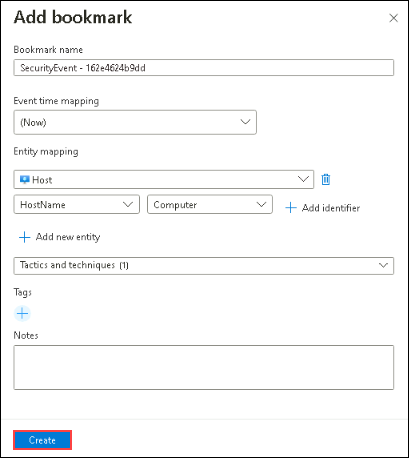 Add bookmark
Bookmark name
SecurityEvent - 162e4624b9dd
Event time mapping
(Now)
Entity mapping
Host
HostName Computer Add identifier
Add new entity
Tactics and techniques (1)
Tags
Notes
Create